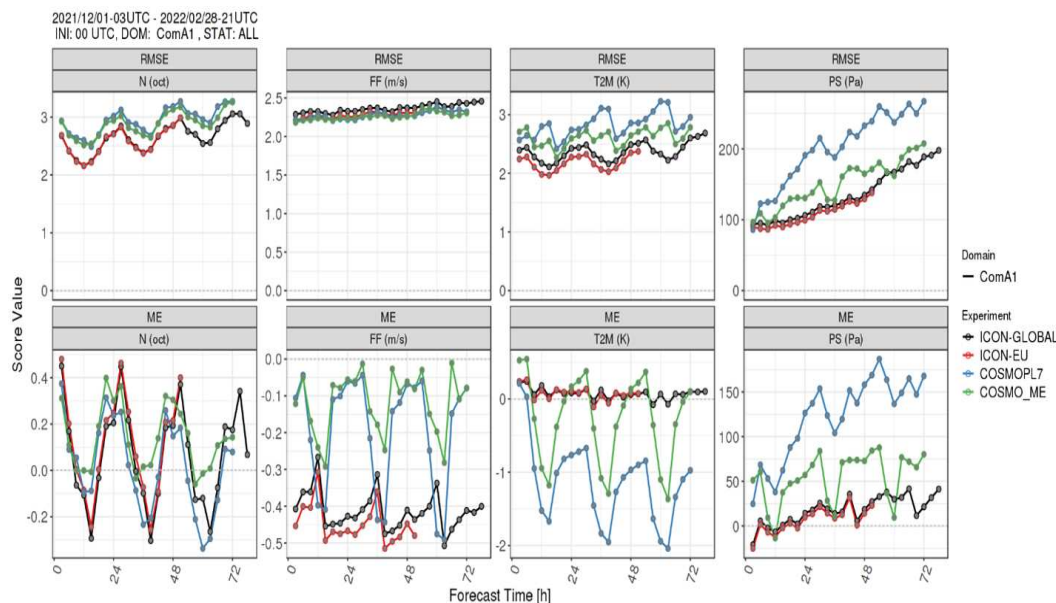 2021/12/01-03UTC - 2022/02/28-21UTC
INI: 00 UTC, DOM: ComA1 , STAT: ALL
RMSE RMSE RMSE RMSE
N (oct) FF (m/s) T2M (K) PS (Pa)
3 2.5 3 200
2.0
2 1.5 2
100
1 1.0 1
0.5
0 0.0 0 0
ME ME ME ME
N (oct) FF (m/s) T2M (K) PS (Pa)
0.4 0.0 0 150
-0.1
0.2 -0.2 -1 100
0.0 -0.3 50
-0.4
-0.2 -0.5 -2 0
0 24 48 72 0 24 48 72 0 24 48 72 0 24 48 72
Forecast Time [h]
Score Value
Domain
ComA1
Experiment
ICON-GLOBAL
ICON-EU
COSMOPL7
COSMO_ME